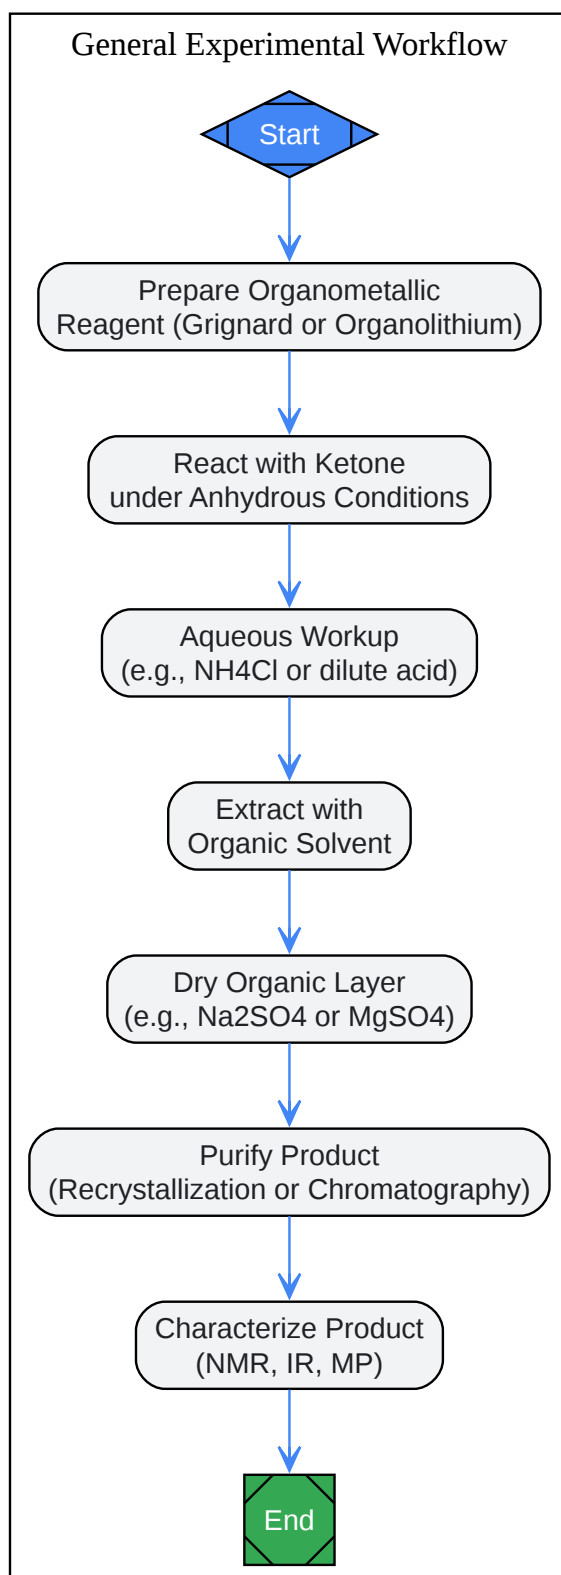 General Experimental Workflow
Start
Prepare Organometallic
Reagent (Grignard or Organolithium)
React with Ketone
under Anhydrous Conditions
Aqueous Workup
(e.g., NH4Cl or dilute acid)
Extract with
Organic Solvent
Dry Organic Layer
(e.g., Na2SO4 or MgSO4)
Purify Product
(Recrystallization or Chromatography)
Characterize Product
(NMR, IR, MP)
End